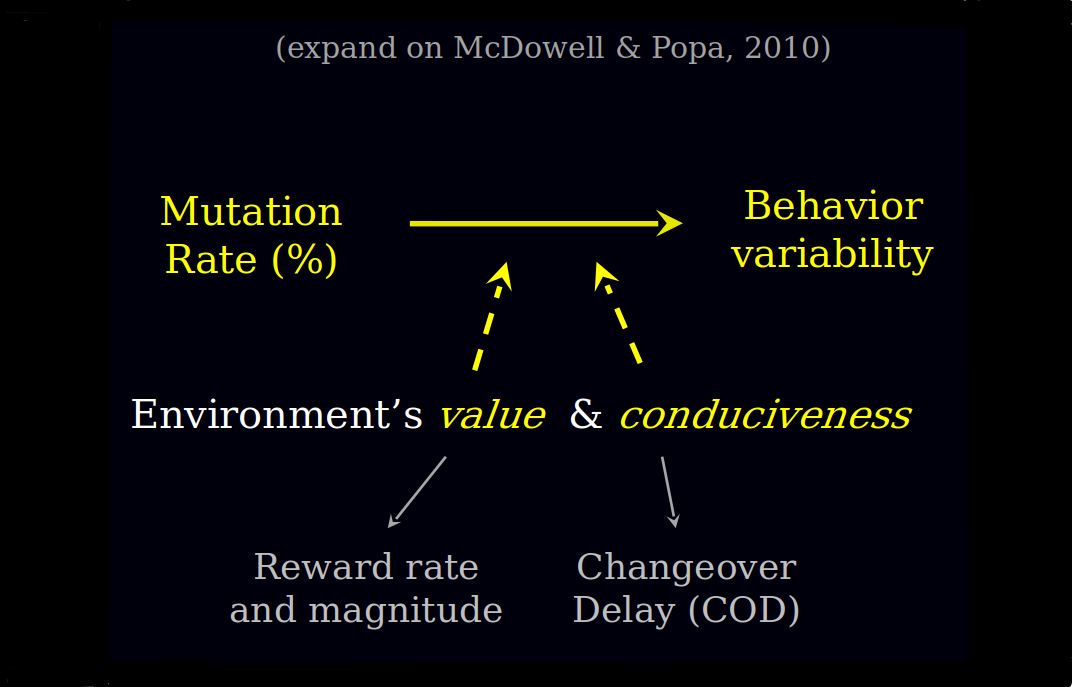 (expand on McDowell & Popa, 2010)
Mutation
Rate (%)
Behavior
variability
Environment’s value & conduciveness
Reward rate
and magnitude
Changeover
Delay (COD)